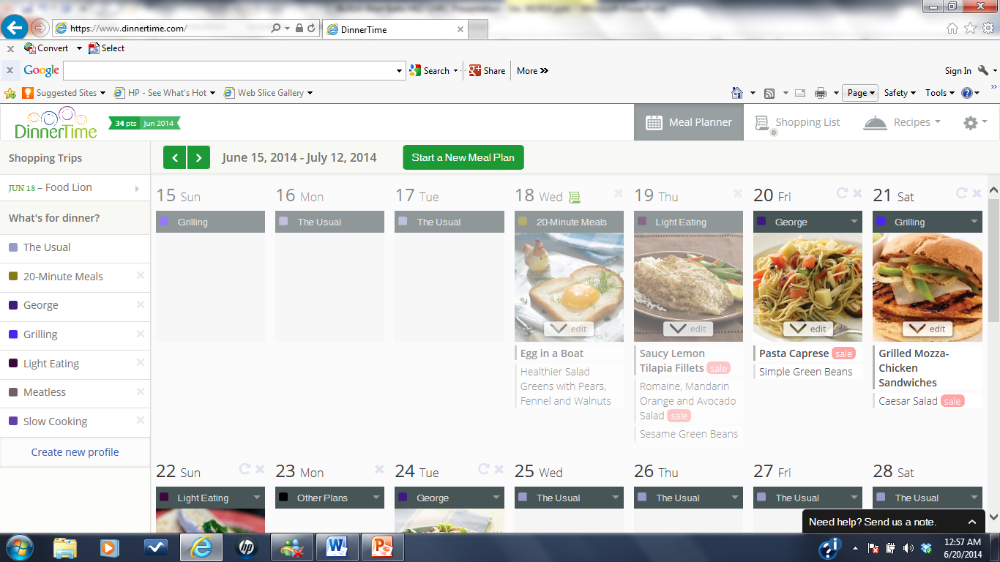 https://www.dinnertime.com/
DinnerTime
Convert
Select
Google
Search
Share
More
Sign In
Suggested Sites
HP - See What's Hot
Web Slice Gallery
Page
Safety
Tools
DinnerTime
34 pts Jun 2014
Meal Planner
Shopping List
0
Recipes
Shopping Trips
June 15, 2014 - July 12, 2014
Start a New Meal Plan
JUN 18 – Food Lion
What's for dinner?
The Usual
20-Minute Meals
George
Grilling
Light Eating
Meatless
Slow Cooking
Create new profile
15 Sun
Grilling
16 Mon
The Usual
17 Tue
The Usual
18 Wed
20-Minute Meals
edit
Egg in a Boat
Healthier Salad
Greens with Pears,
Fennel and Walnuts
19 Thu
Light Eating
edit
Saucy Lemon
Tilapia Fillets sale
Romaine, Mandarin
Orange and Avocado
Salad sale
Sesame Green Beans
20 Fri
George
edit
Pasta Caprese sale
Simple Green Beans
21 Sat
Grilling
edit
Grilled Mozza-
Chicken
Sandwiches
Caesar Salad sale
22 Sun
Light Eating
23 Mon
Other Plans
24 Tue
George
25 Wed
The Usual
26 Thu
The Usual
27 Fri
The Usual
28 Sat
The Usual
Need help? Send us a note.
12:57 AM
6/20/2014